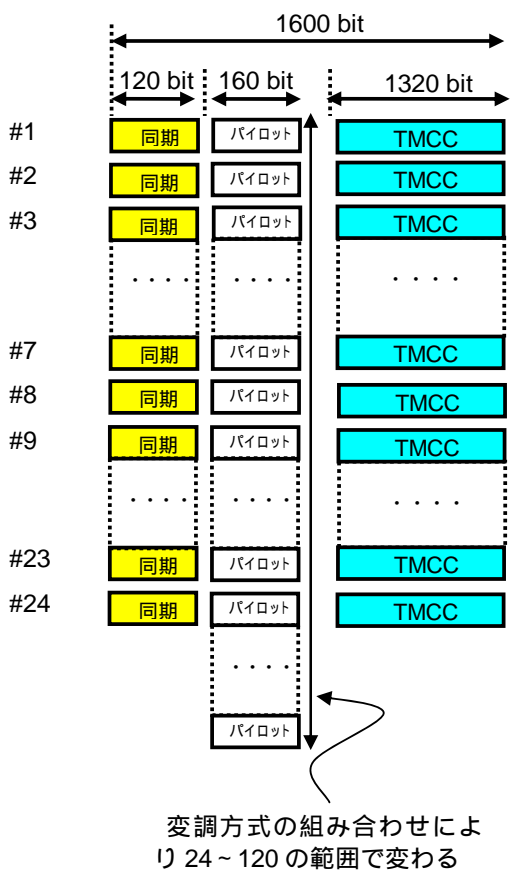 1600 bit
120 bit 160 bit 1320 bit
#1 同期 パイロット TMCC
#2 同期 パイロット TMCC
#3 同期 パイロット TMCC
・・・・ ・・・・ ・・・・
#7 同期 パイロット TMCC
#8 同期 パイロット TMCC
#9 同期 パイロット TMCC
・・・・ ・・・・ ・・・・
#23 同期 パイロット TMCC
#24 同期 パイロット TMCC
・・・・
パイロット
変調方式の組み合わせによ
り 24～120 の範囲で変わる